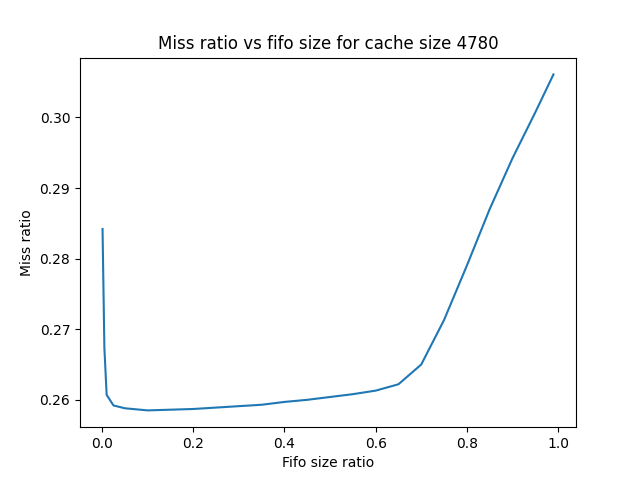 Miss ratio vs fifo size for cache size 4780
0.30
0.29
0.28
0.27
0.26
Miss ratio
0.0 0.2 0.4 0.6 0.8 1.0
Fifo size ratio